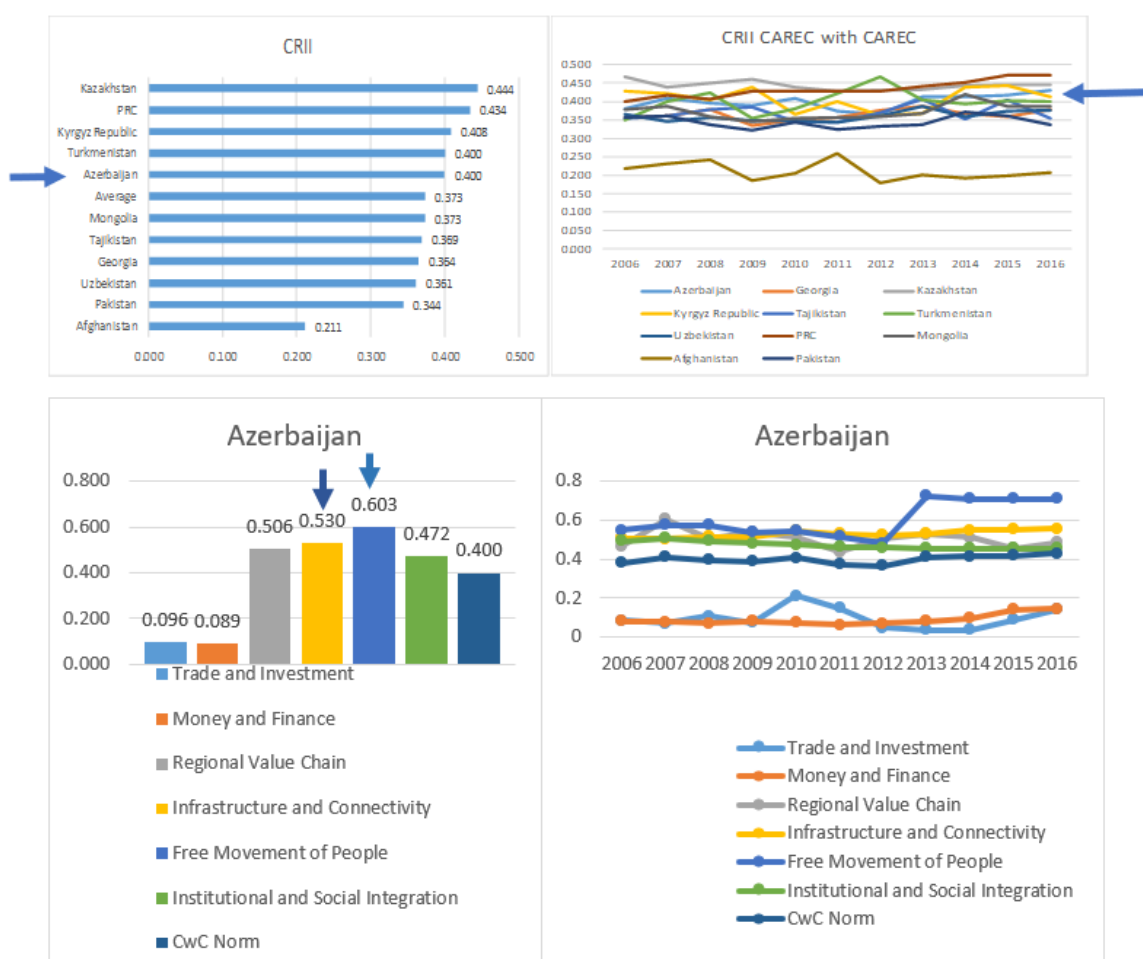 CRII
Kazakhstan 0.444
PRC 0.434
Kyrgyz Republic 0.408
Turkmenistan 0.400
Azerbaijan 0.400
Average 0.373
Mongolia 0.373
Tajikistan 0.369
Georgia 0.364
Uzbekistan 0.361
Pakistan 0.344
Afghanistan 0.211
0.000 0.100 0.200 0.300 0.400 0.500
CRII CAREC with CAREC
0.500
0.450
0.400
0.350
0.300
0.250
0.200
0.150
0.100
0.050
0.000
2006 2007 2008 2009 2010 2011 2012 2013 2014 2015 2016
Azerbaijan Georgia Kazakhstan
Kyrgyz Republic Tajikistan Turkmenistan
Uzbekistan PRC Mongolia
Afghanistan Pakistan
Azerbaijan
0.800
0.600
0.400
0.200
0.000
0.096 0.089 0.506 0.530 0.603 0.472 0.400
Trade and Investment
Money and Finance
Regional Value Chain
Infrastructure and Connectivity
Free Movement of People
Institutional and Social Integration
CwC Norm
Azerbaijan
0.8
0.6
0.4
0.2
0
2006 2007 2008 2009 2010 2011 2012 2013 2014 2015 2016
Trade and Investment
Money and Finance
Regional Value Chain
Infrastructure and Connectivity
Free Movement of People
Institutional and Social Integration
CwC Norm